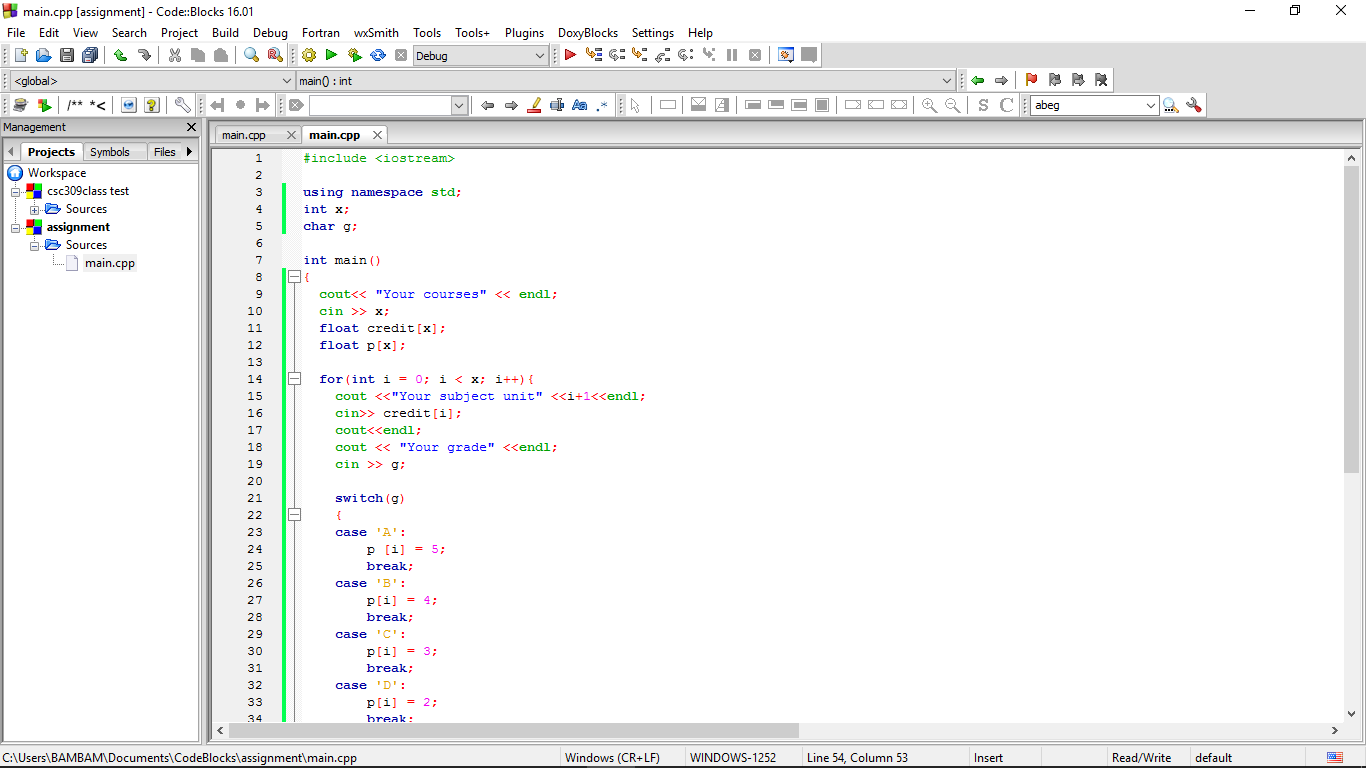 main.cpp [assignment] - Code::Blocks 16.01
File Edit View Search Project Build Debug Fortran wxSmith Tools Tools+ Plugins DoxyBlocks Settings Help
Debug
<global> main() : int
/** *< Aa .* S C abeg
Management
Projects Symbols Files
Workspace
csc309class test
Sources
assignment
Sources
main.cpp
main.cpp main.cpp
1 #include <iostream>
2
3 using namespace std;
4 int x;
5 char g;
6
7 int main()
8 {
9 cout<< "Your courses" << endl;
10 cin >> x;
11 float credit[x];
12 float p[x];
13
14 for(int i = 0; i < x; i++){
15 cout <<"Your subject unit" <<i+1<<endl;
16 cin>> credit[i];
17 cout<<endl;
18 cout << "Your grade" <<endl;
19 cin >> g;
20
21 switch(g)
22 {
23 case 'A':
24 p [i] = 5;
25 break;
26 case 'B':
27 p[i] = 4;
28 break;
29 case 'C':
30 p[i] = 3;
31 break;
32 case 'D':
33 p[i] = 2;
34 break;
C:\Users\BAMBAM\Documents\CodeBlocks\assignment\main.cpp Windows (CR+LF) WINDOWS-1252 Line 54, Column 53 Insert Read/Write default